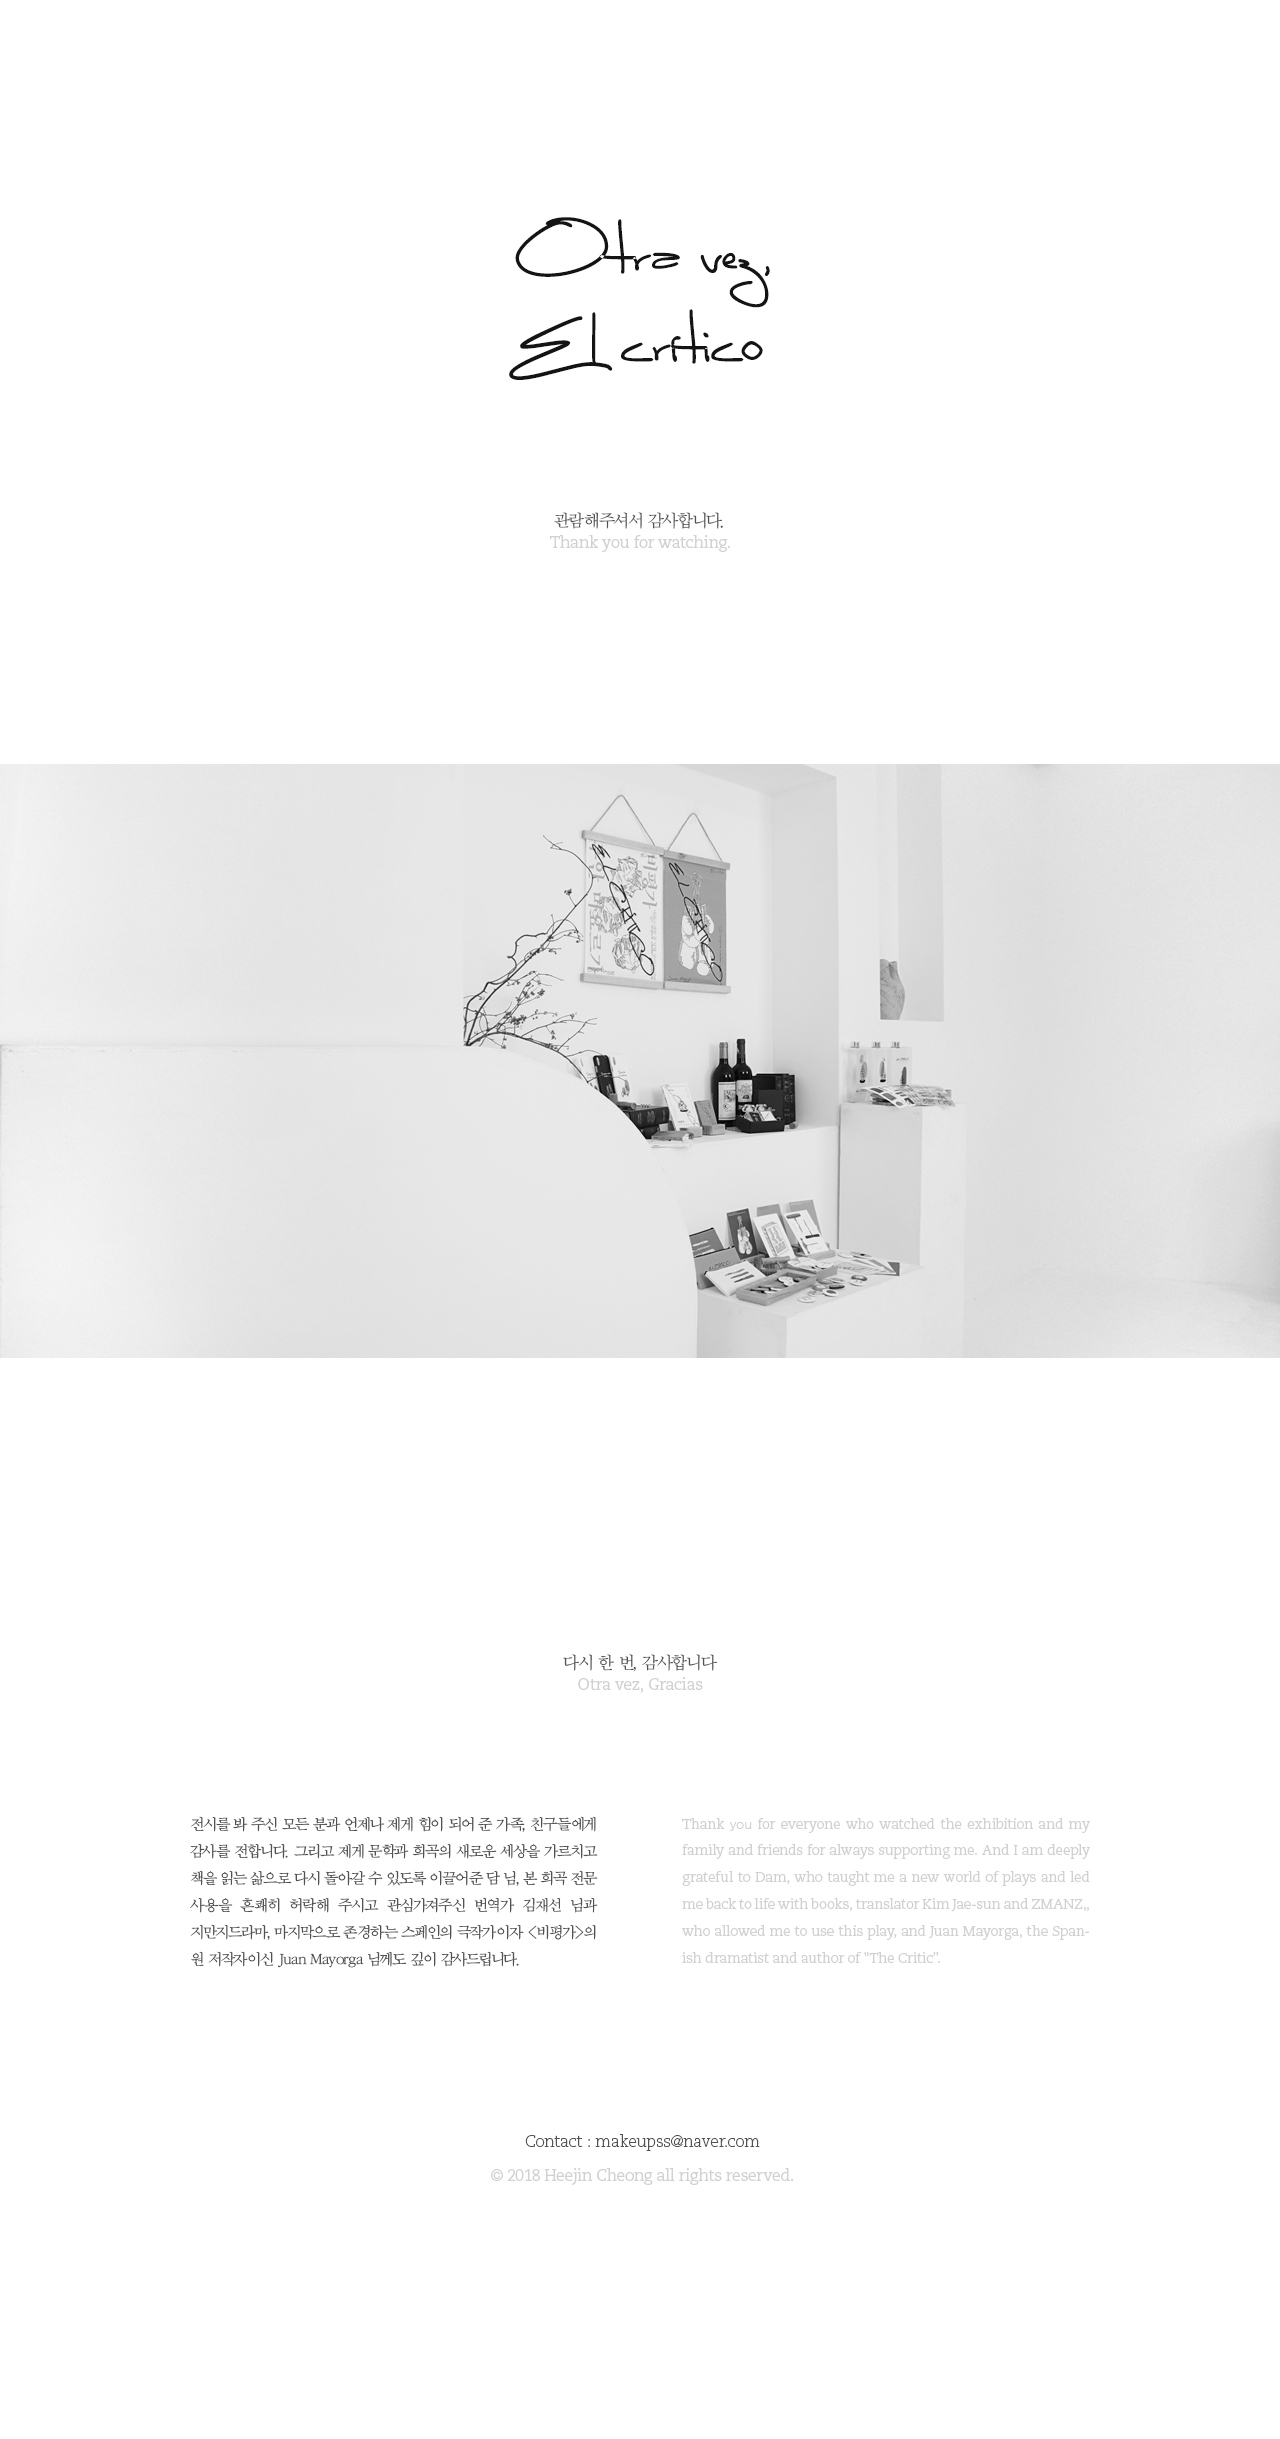 Otra vez,
El crítico
관람해주셔서 감사합니다.
Thank you for watching.
EL CRITICO
EL CRITICO
다시 한 번, 감사합니다
Otra vez, Gracias
전시를 봐 주신 모든 분과 언제나 제게 힘이 되어 준 가족, 친구들에게
감사를 전합니다. 그리고 제게 문학과 희곡의 새로운 세상을 가르치고
책을 읽는 삶으로 다시 돌아갈 수 있도록 이끌어준 담 님, 본 희곡 전문
사용을 흔쾌히 허락해 주시고 관심가져주신 번역가 김재선 님과
지만지드라마, 마지막으로 존경하는 스페인의 극작가이자 <비평가>의
원 저작자이신 Juan Mayorga 님께도 깊이 감사드립니다.
Thank you for everyone who watched the exhibition and my
family and friends for always supporting me. And I am deeply
grateful to Dam, who taught me a new world of plays and led
me back to life with books, translator Kim Jae-sun and ZMANZ,,
who allowed me to use this play, and Juan Mayorga, the Span-
ish dramatist and author of "The Critic".
Contact : makeupss@naver.com
© 2018 Heejin Cheong all rights reserved.